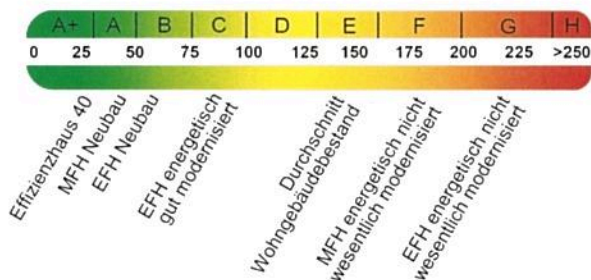 A+ A B C D E F G H
0 25 50 75 100 125 150 175 200 225 >250
Effizienzhaus 40
MFH Neubau
EFH Neubau
EFH energetisch
gut modernisiert
Durchschnitt
Wohngebäudebestand
MFH energetisch nicht
wesentlich modernisiert
EFH energetisch nicht
wesentlich modernisiert